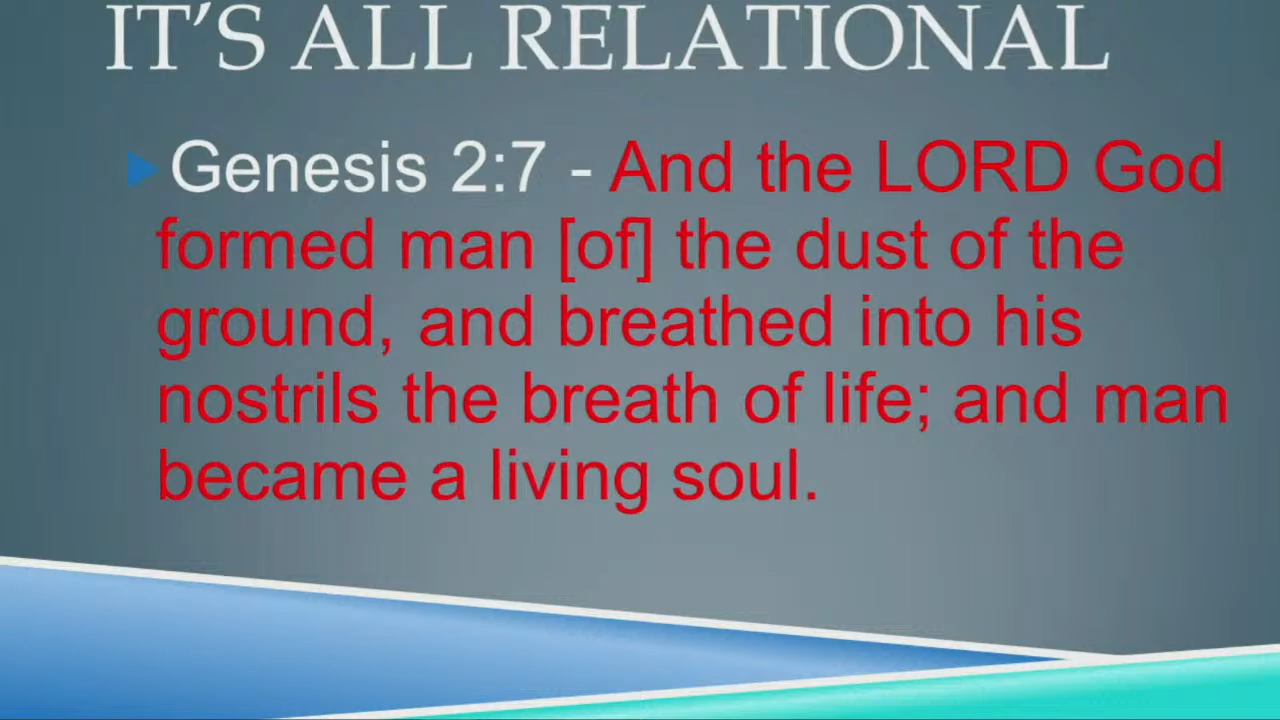 IT’S ALL RELATIONAL
Genesis 2:7 - And the LORD God
formed man [of] the dust of the
ground, and breathed into his
nostrils the breath of life; and man
became a living soul.